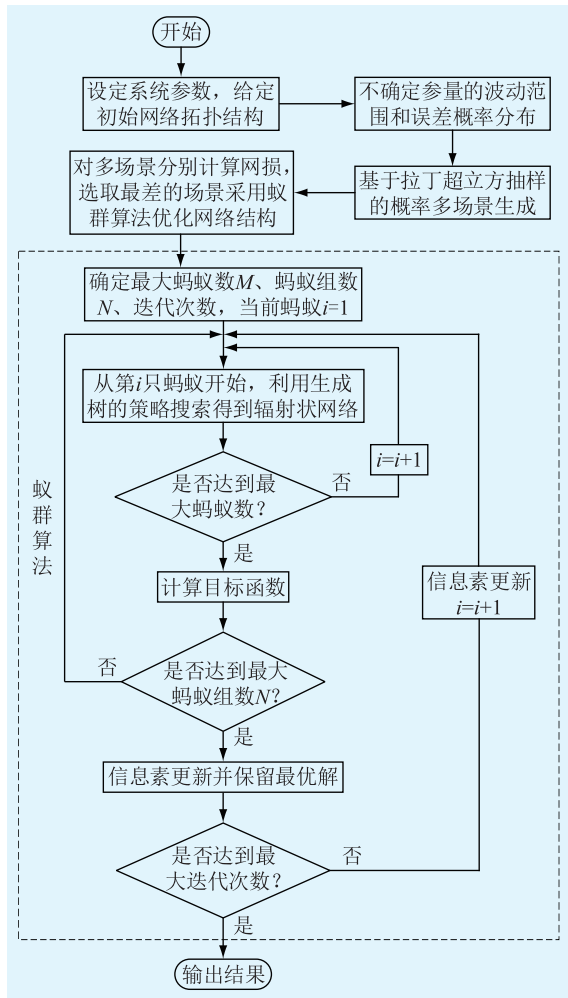 开始
设定系统参数，给定
初始网络拓扑结构
不确定参量的波动范
围和误差概率分布
基于拉丁超立方抽样
的概率多场景生成
对多场景分别计算网损，
选取最差的场景采用蚁
群算法优化网络结构
确定最大蚂蚁数M、蚂蚁组数
N、迭代次数，当前蚂蚁i=1
从第i只蚂蚁开始，利用生成
树的策略搜索得到辐射状网络
i=i+1
是否达到最
大蚂蚁数？
否
是
蚁群算法
计算目标函数
信息素更新
i=i+1
是否达到最大
蚂蚁组数N？
否
是
信息素更新并保留最优解
是否达到最
大迭代次数？
否
是
输出结果